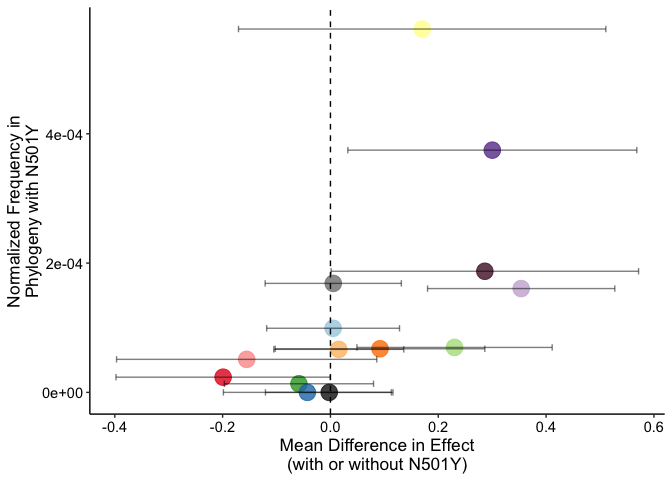 Normalized Frequency in
Phylogeny with N501Y
4e-04
2e-04
0e+00
-0.4 -0.2 0.0 0.2 0.4 0.6
Mean Difference in Effect
(with or without N501Y)